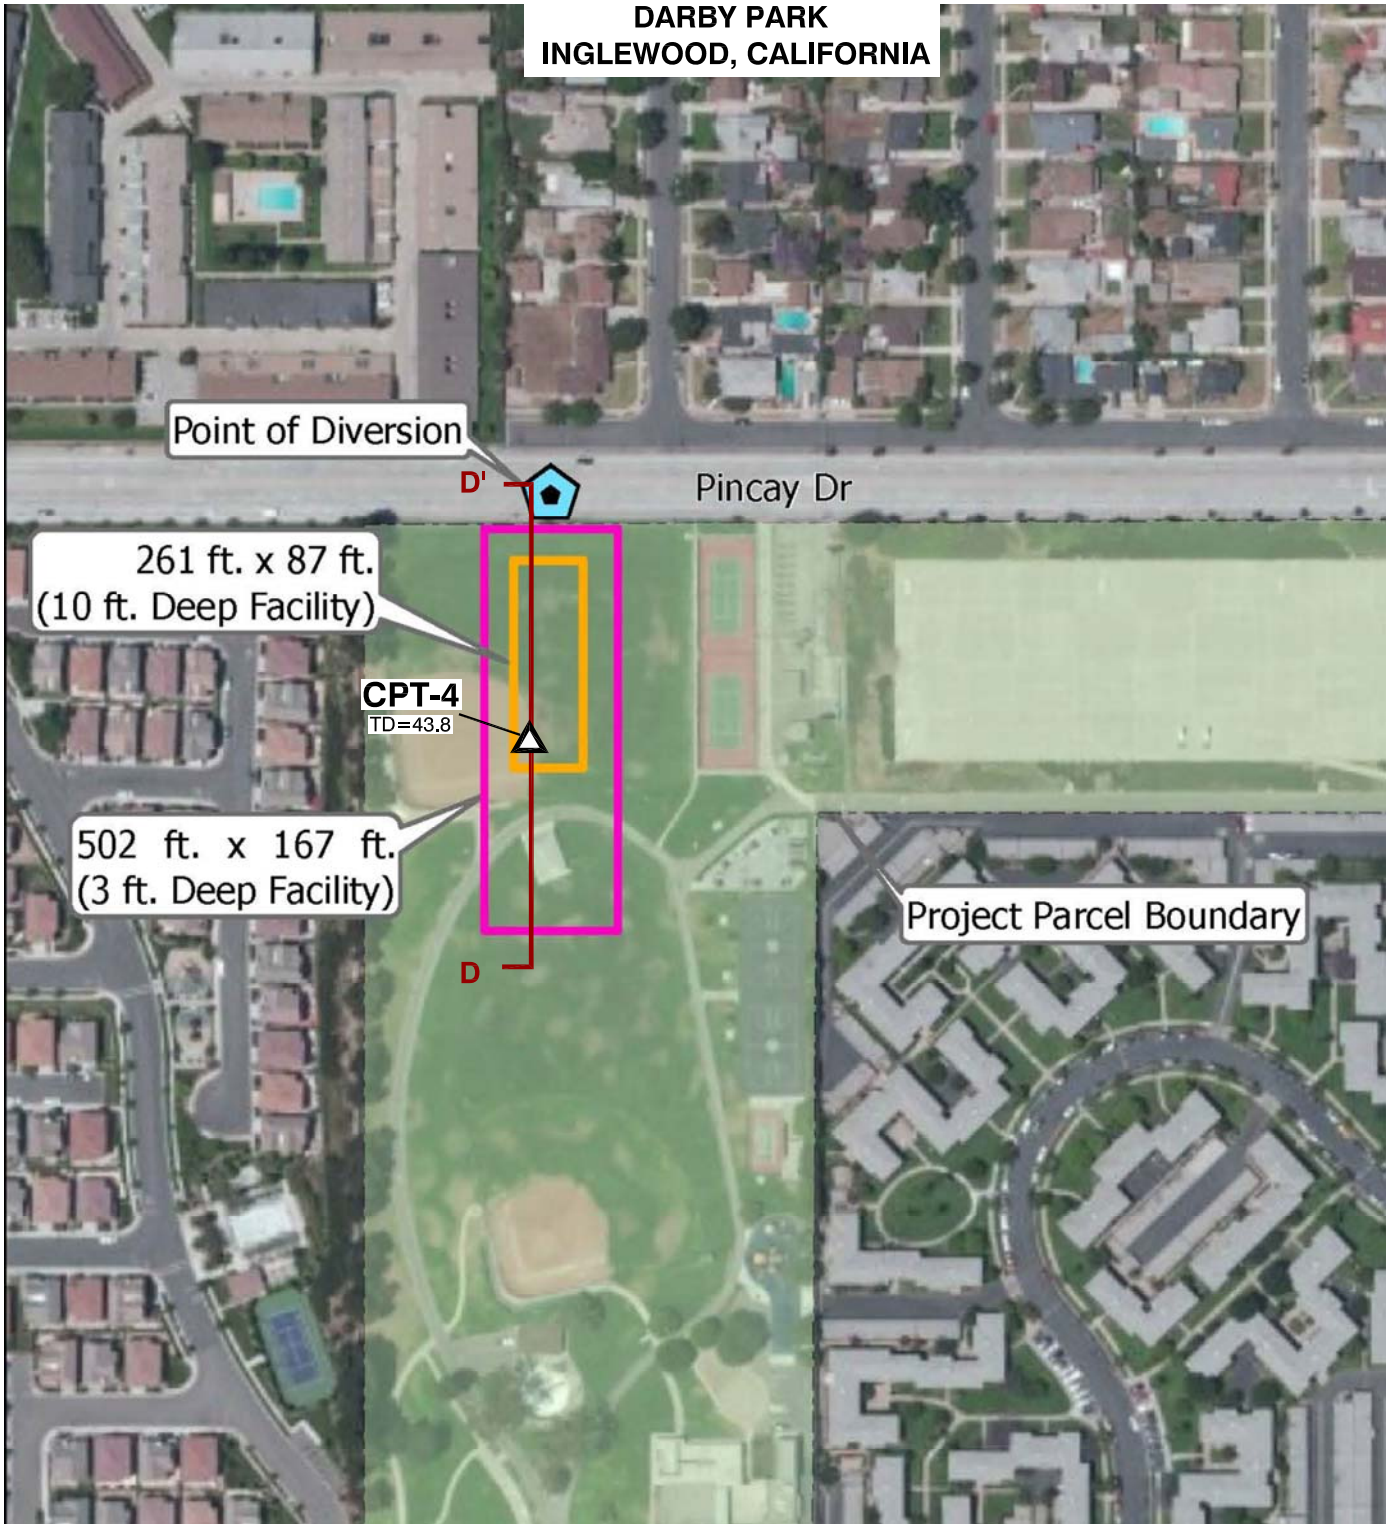 DARBY PARK
INGLEWOOD, CALIFORNIA
Point of Diversion
D'
Pincay Dr
261 ft. x 87 ft.
(10 ft. Deep Facility)
CPT-4
TD=43.8
502 ft. x 167 ft.
(3 ft. Deep Facility)
Project Parcel Boundary
D